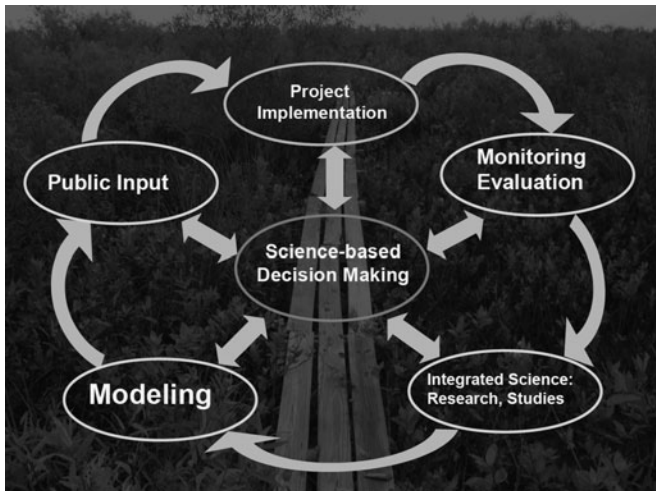 Project
Implementation
Public Input
Monitoring
Evaluation
Science-based
Decision Making
Modeling
Integrated Science:
Research, Studies